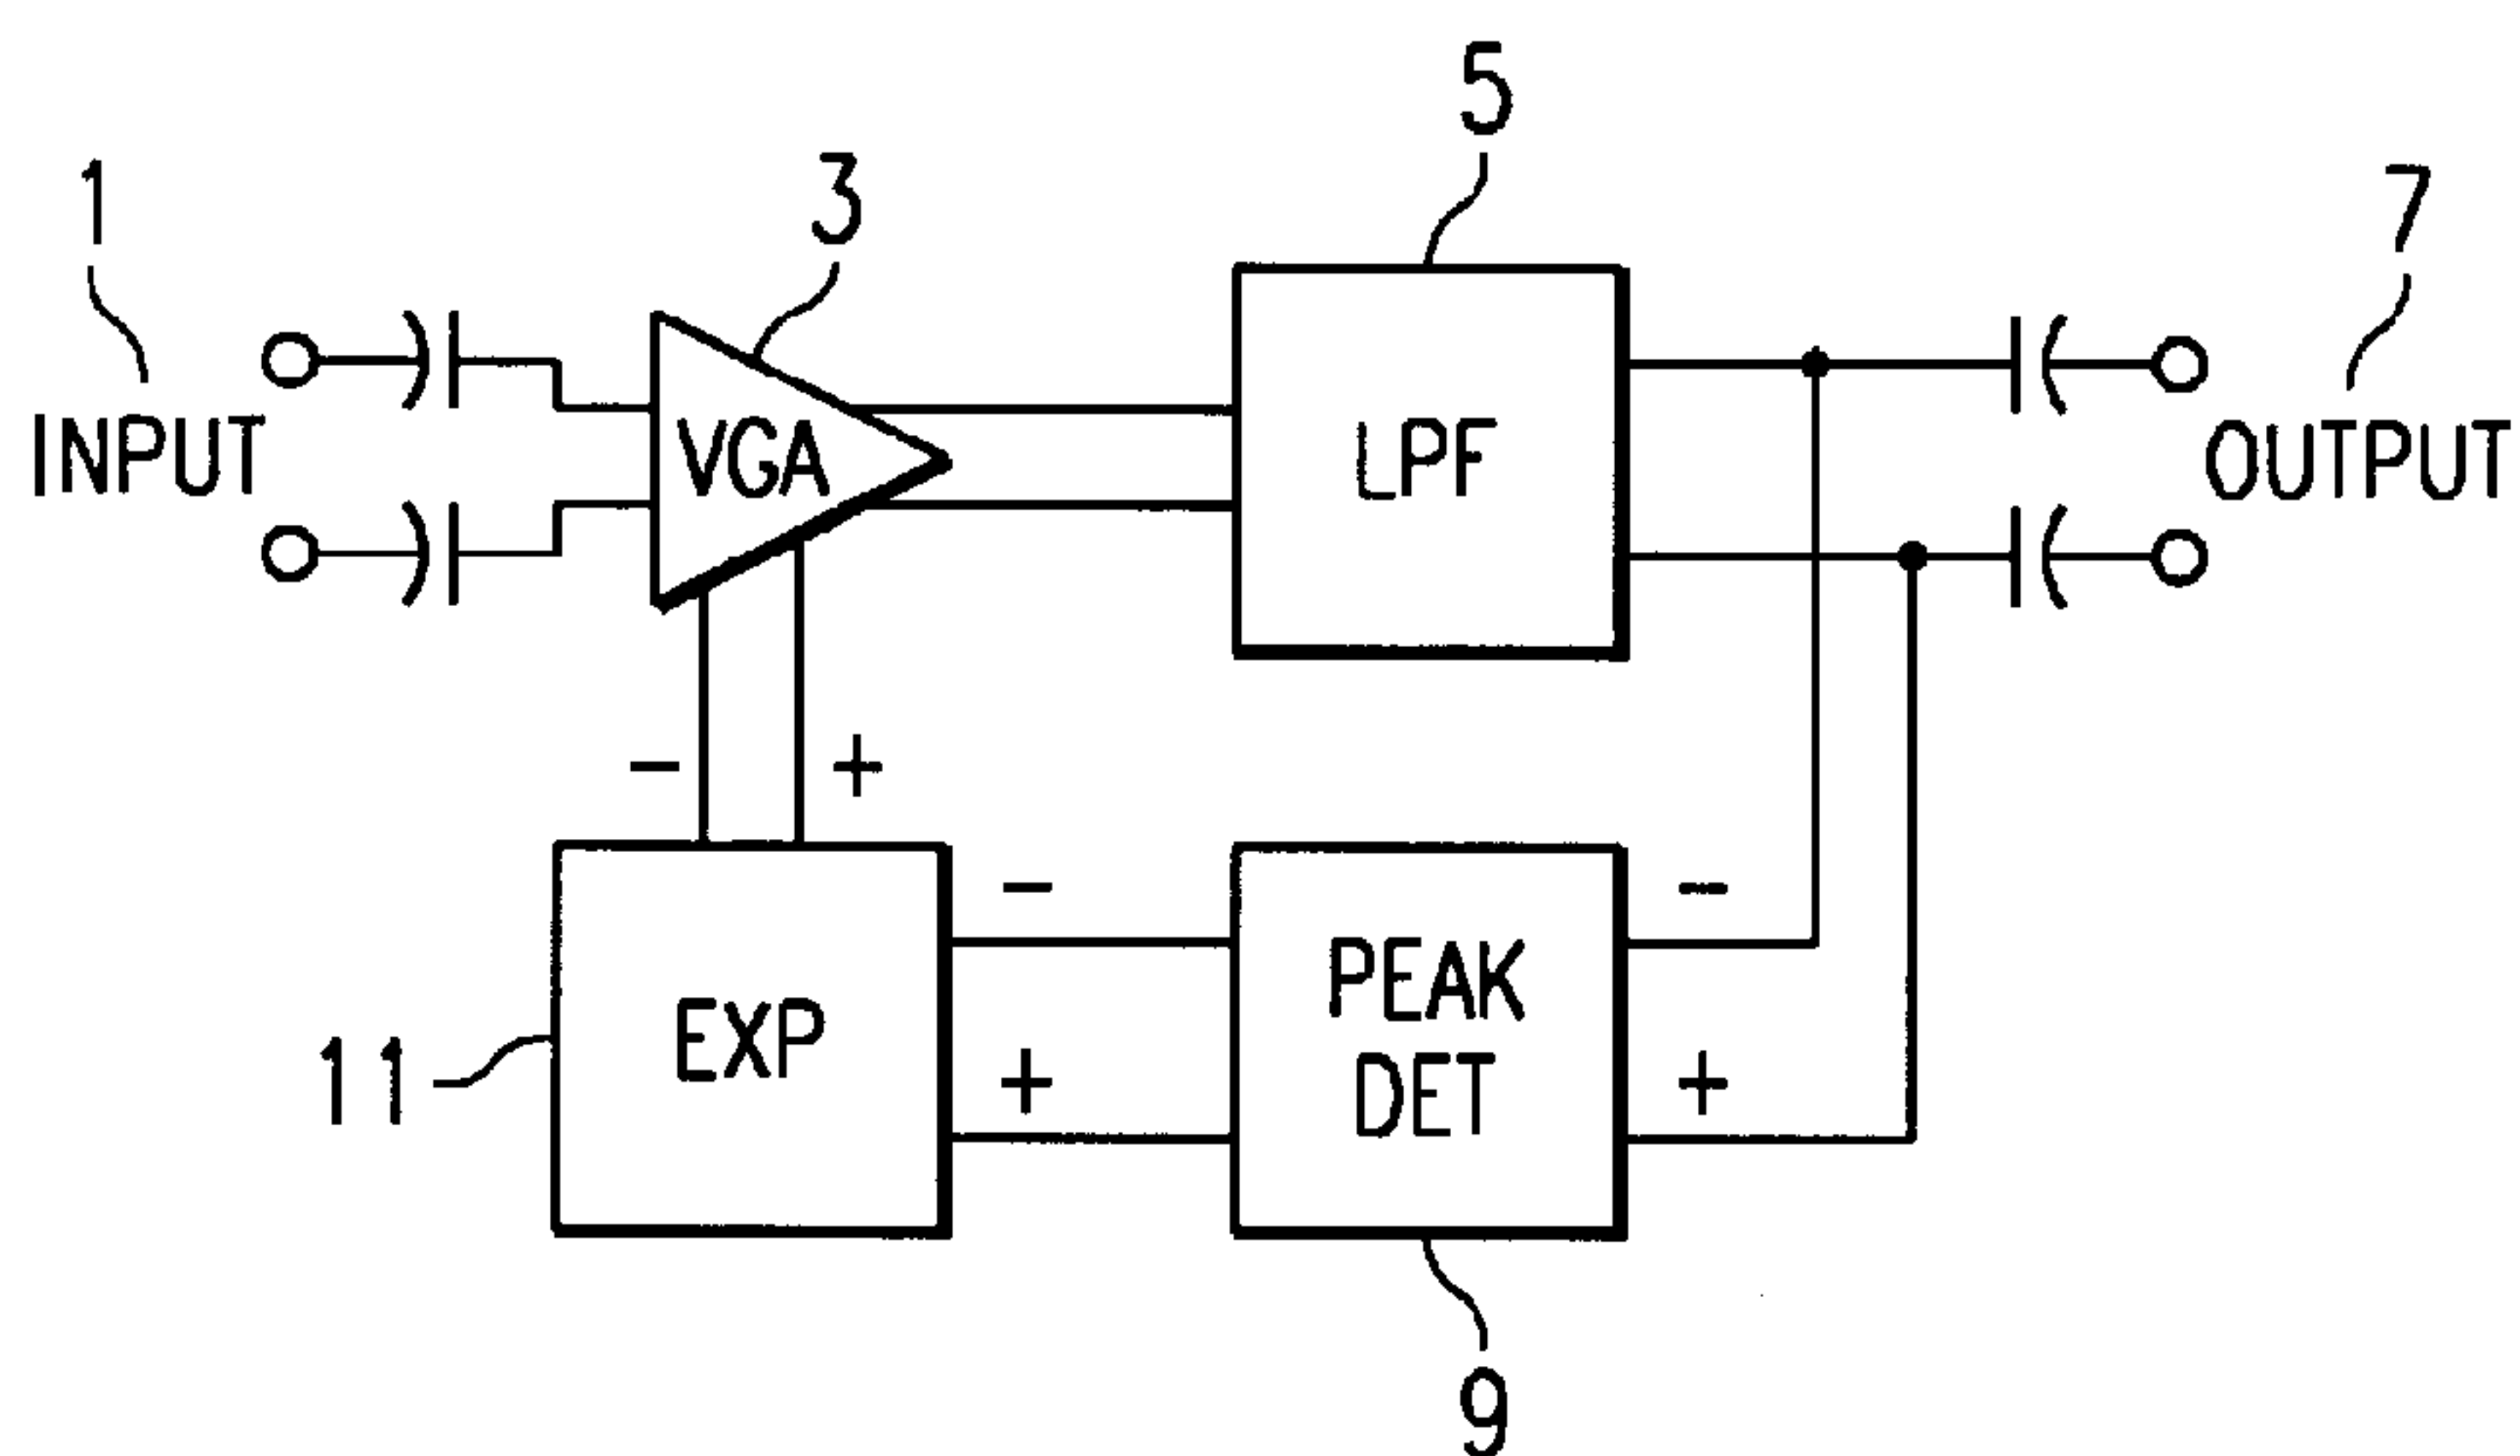 5
1
3
7
INPUT
VGA
LPF
OUTPUT
− +
− −
PEAK
EXP
DET
+ +
11
9